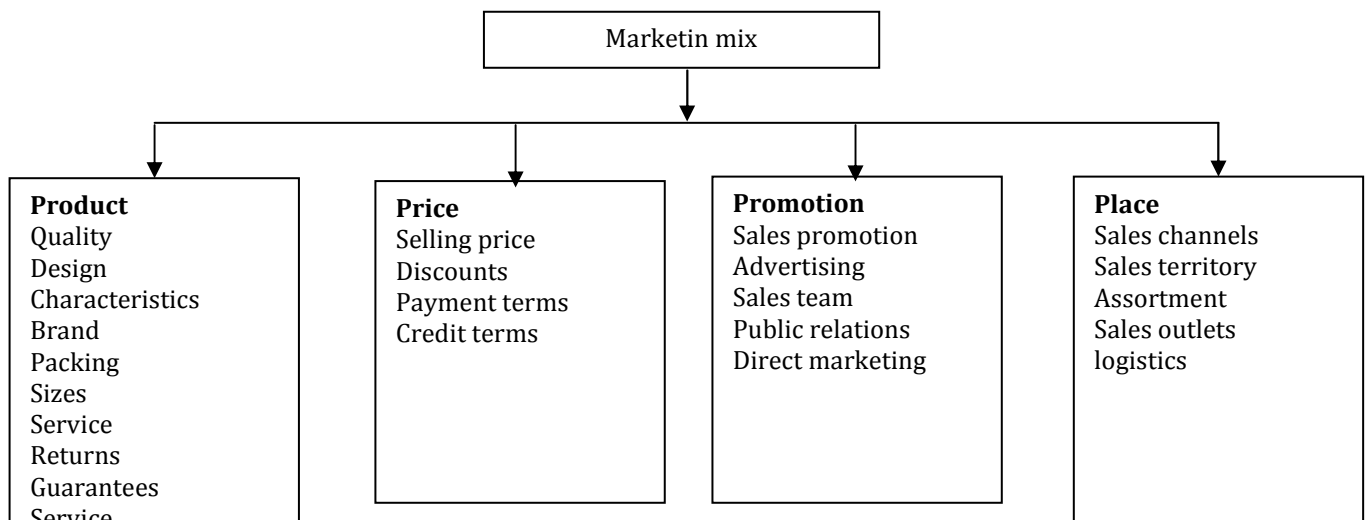 Marketin mix
Product
Quality
Design
Characteristics
Brand
Packing
Sizes
Service
Returns
Guarantees
Service
Price
Selling price
Discounts
Payment terms
Credit terms
Promotion
Sales promotion
Advertising
Sales team
Public relations
Direct marketing
Place
Sales channels
Sales territory
Assortment
Sales outlets
logistics